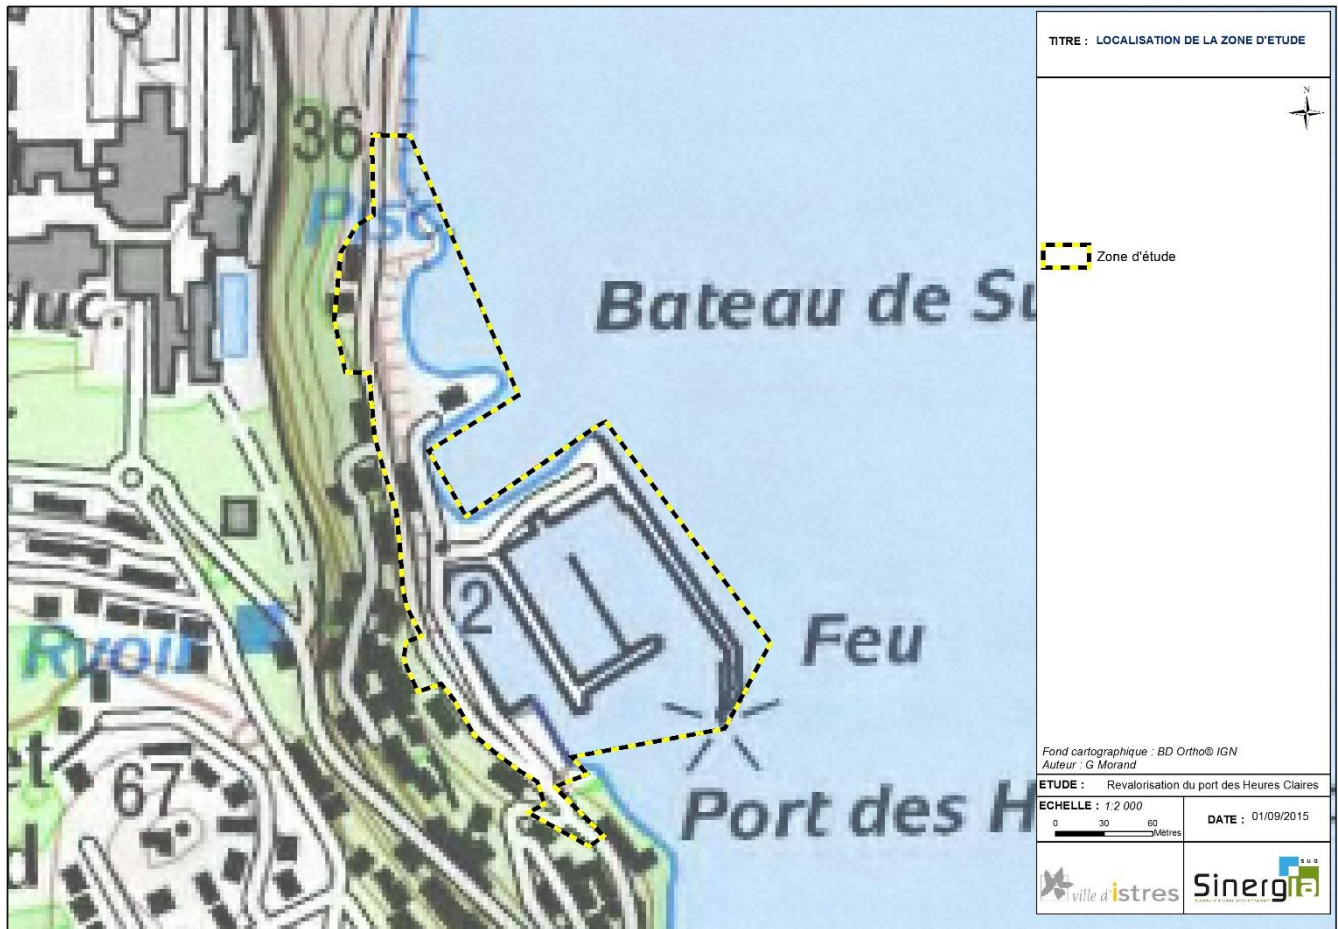 36
Pisc
duc.
Bateau de Su
2
Rvoir
Feu
et
67
d
Port des H
TITRE : LOCALISATION DE LA ZONE D'ETUDE
N
Zone d'étude
Fond cartographique : BD Ortho® IGN
Auteur : G Morand
ETUDE : Revalorisation du port des Heures Claires
ECHELLE : 1:2 000
0 30 60
Mètres
DATE : 01/09/2015
ville d'istres
Sinergia
sub